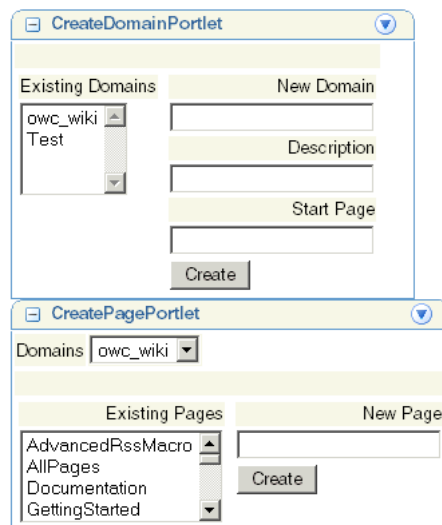 CreateDomainPortlet
Existing Domains
New Domain
owc_wiki
Test
Description
Start Page
Create
CreatePagePortlet
Domains owc_wiki
Existing Pages
New Page
AdvancedRssMacro
AllPages
Documentation
GettingStarted
Create